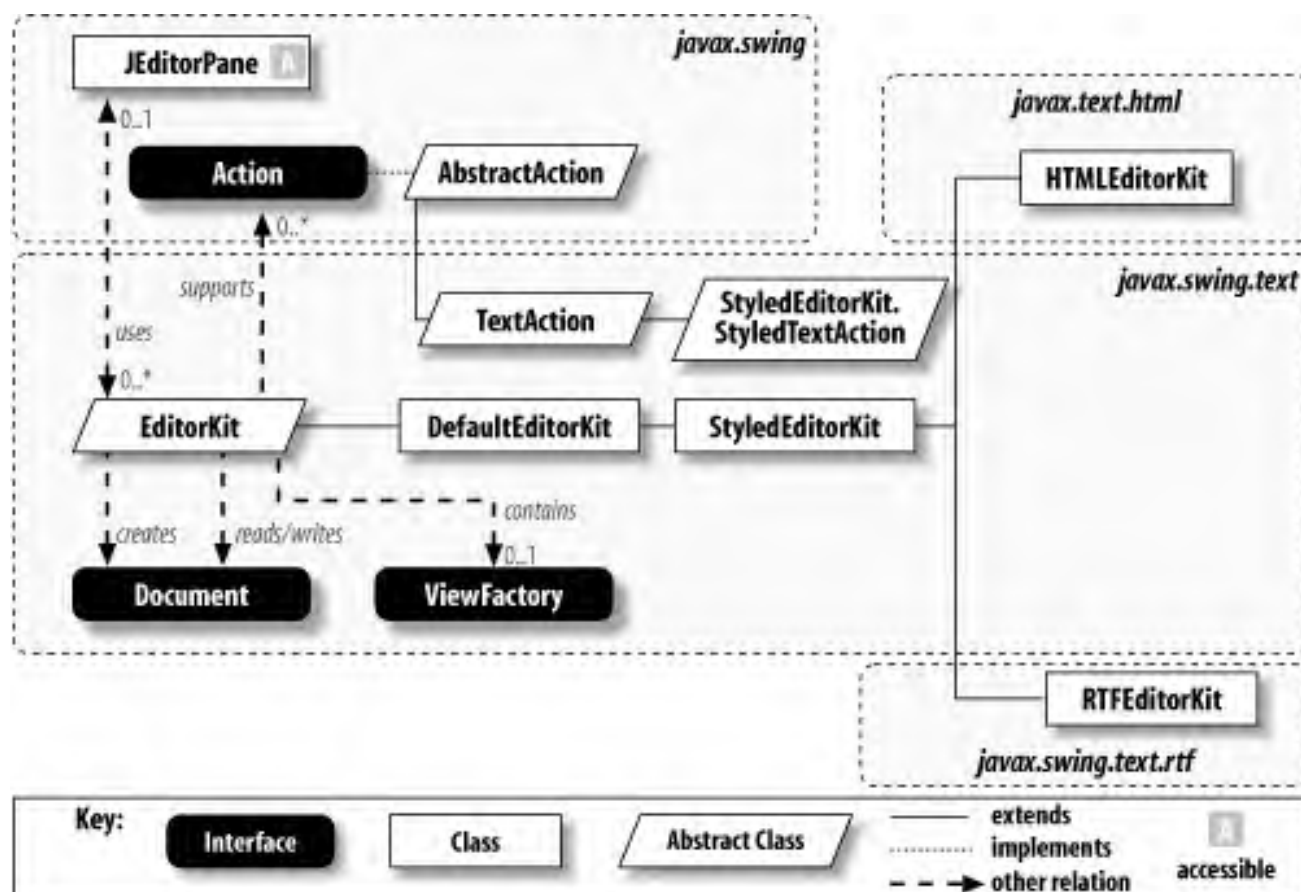 javax.swing
JEditorPane A
0..1
javax.text.html
Action
AbstractAction
HTMLEditorKit
0..*
javax.swing.text
supports
TextAction
StyledEditorKit.
StyledTextAction
uses
0..*
EditorKit
DefaultEditorKit
StyledEditorKit
contains
creates
reads/writes
0..1
Document
ViewFactory
RTFEditorKit
javax.swing.text.rtf
Key:
Interface
Class
Abstract Class
extends
implements
other relation
A
accessible